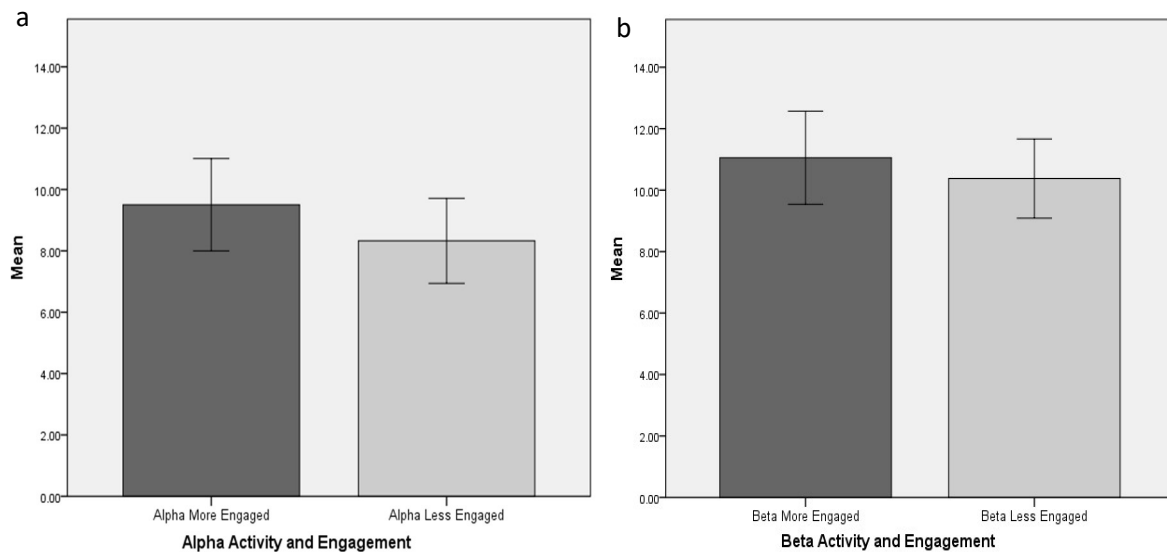 a
14.00
12.00
10.00
8.00
6.00
4.00
2.00
0.00
Mean
Alpha More Engaged
Alpha Less Engaged
Alpha Activity and Engagement
b
14.00
12.00
10.00
8.00
6.00
4.00
2.00
0.00
Mean
Beta More Engaged
Beta Less Engaged
Beta Activity and Engagement